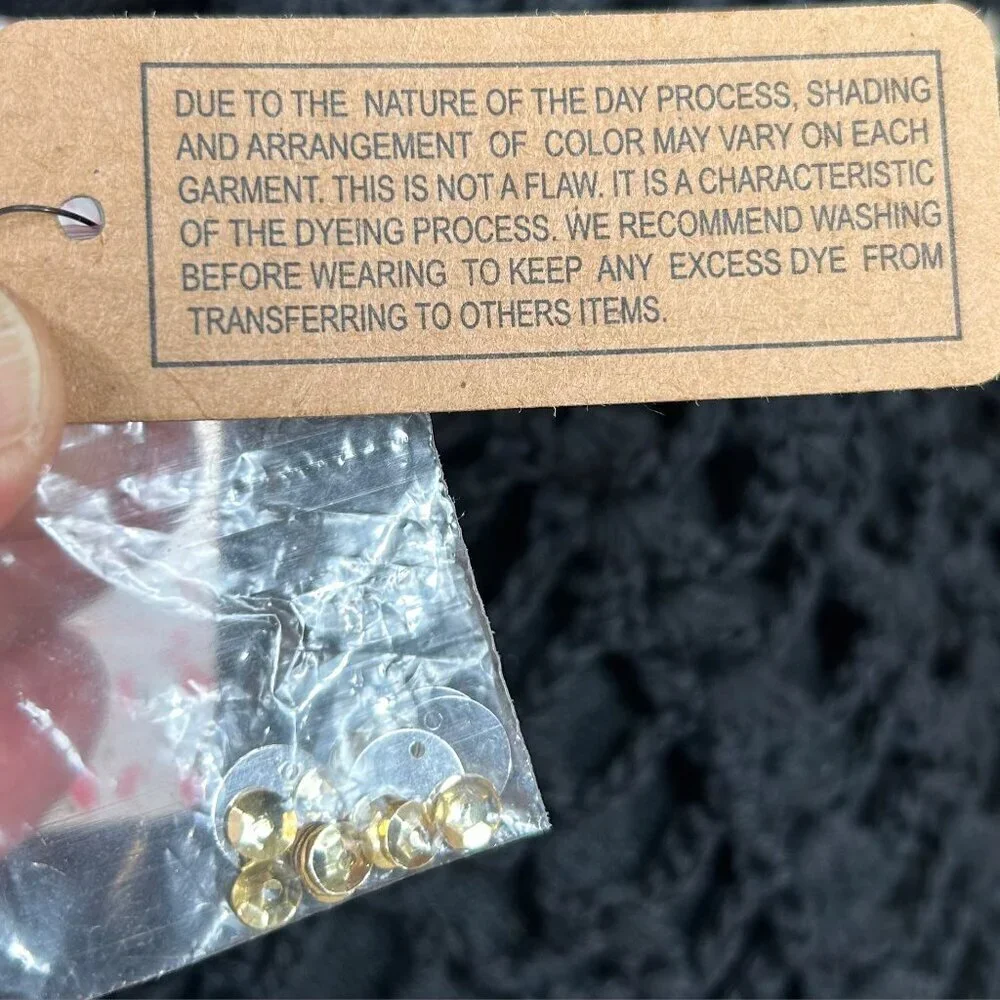 DUE TO THE NATURE OF THE DAY PROCESS, SHADING
AND ARRANGEMENT OF COLOR MAY VARY ON EACH
GARMENT. THIS IS NOT A FLAW. IT IS A CHARACTERISTIC
OF THE DYEING PROCESS. WE RECOMMEND WASHING
BEFORE WEARING TO KEEP ANY EXCESS DYE FROM
TRANSFERRING TO OTHERS ITEMS.